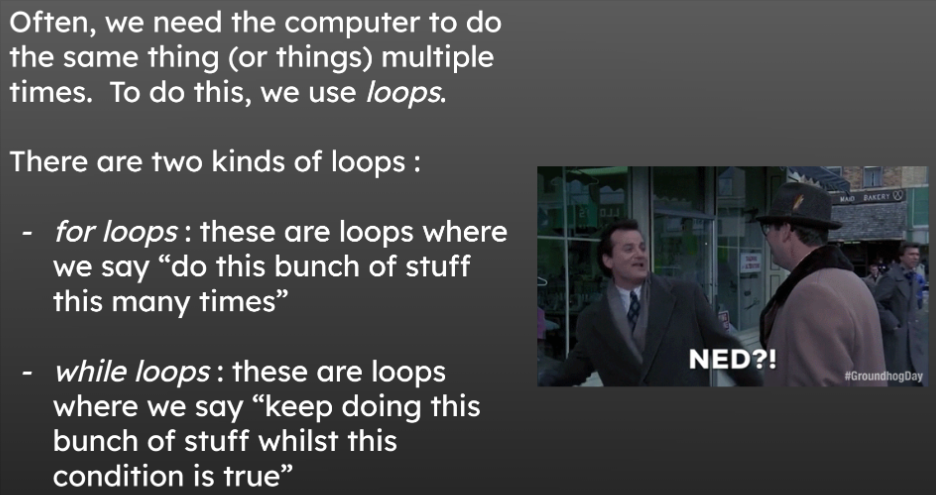 Often, we need the computer to do
the same thing (or things) multiple
times. To do this, we use loops.
There are two kinds of loops :
- for loops : these are loops where
we say “do this bunch of stuff
this many times”
- while loops : these are loops
where we say “keep doing this
bunch of stuff whilst this
condition is true”
MAID BAKERY
NED?!
#GroundhogDay